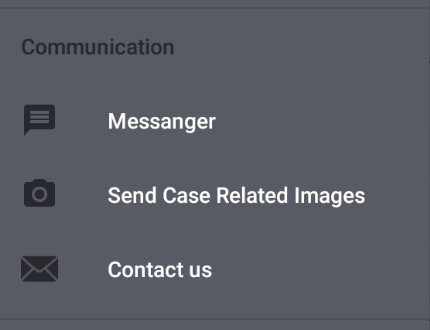 Communication
Messanger
Send Case Related Images
Contact us